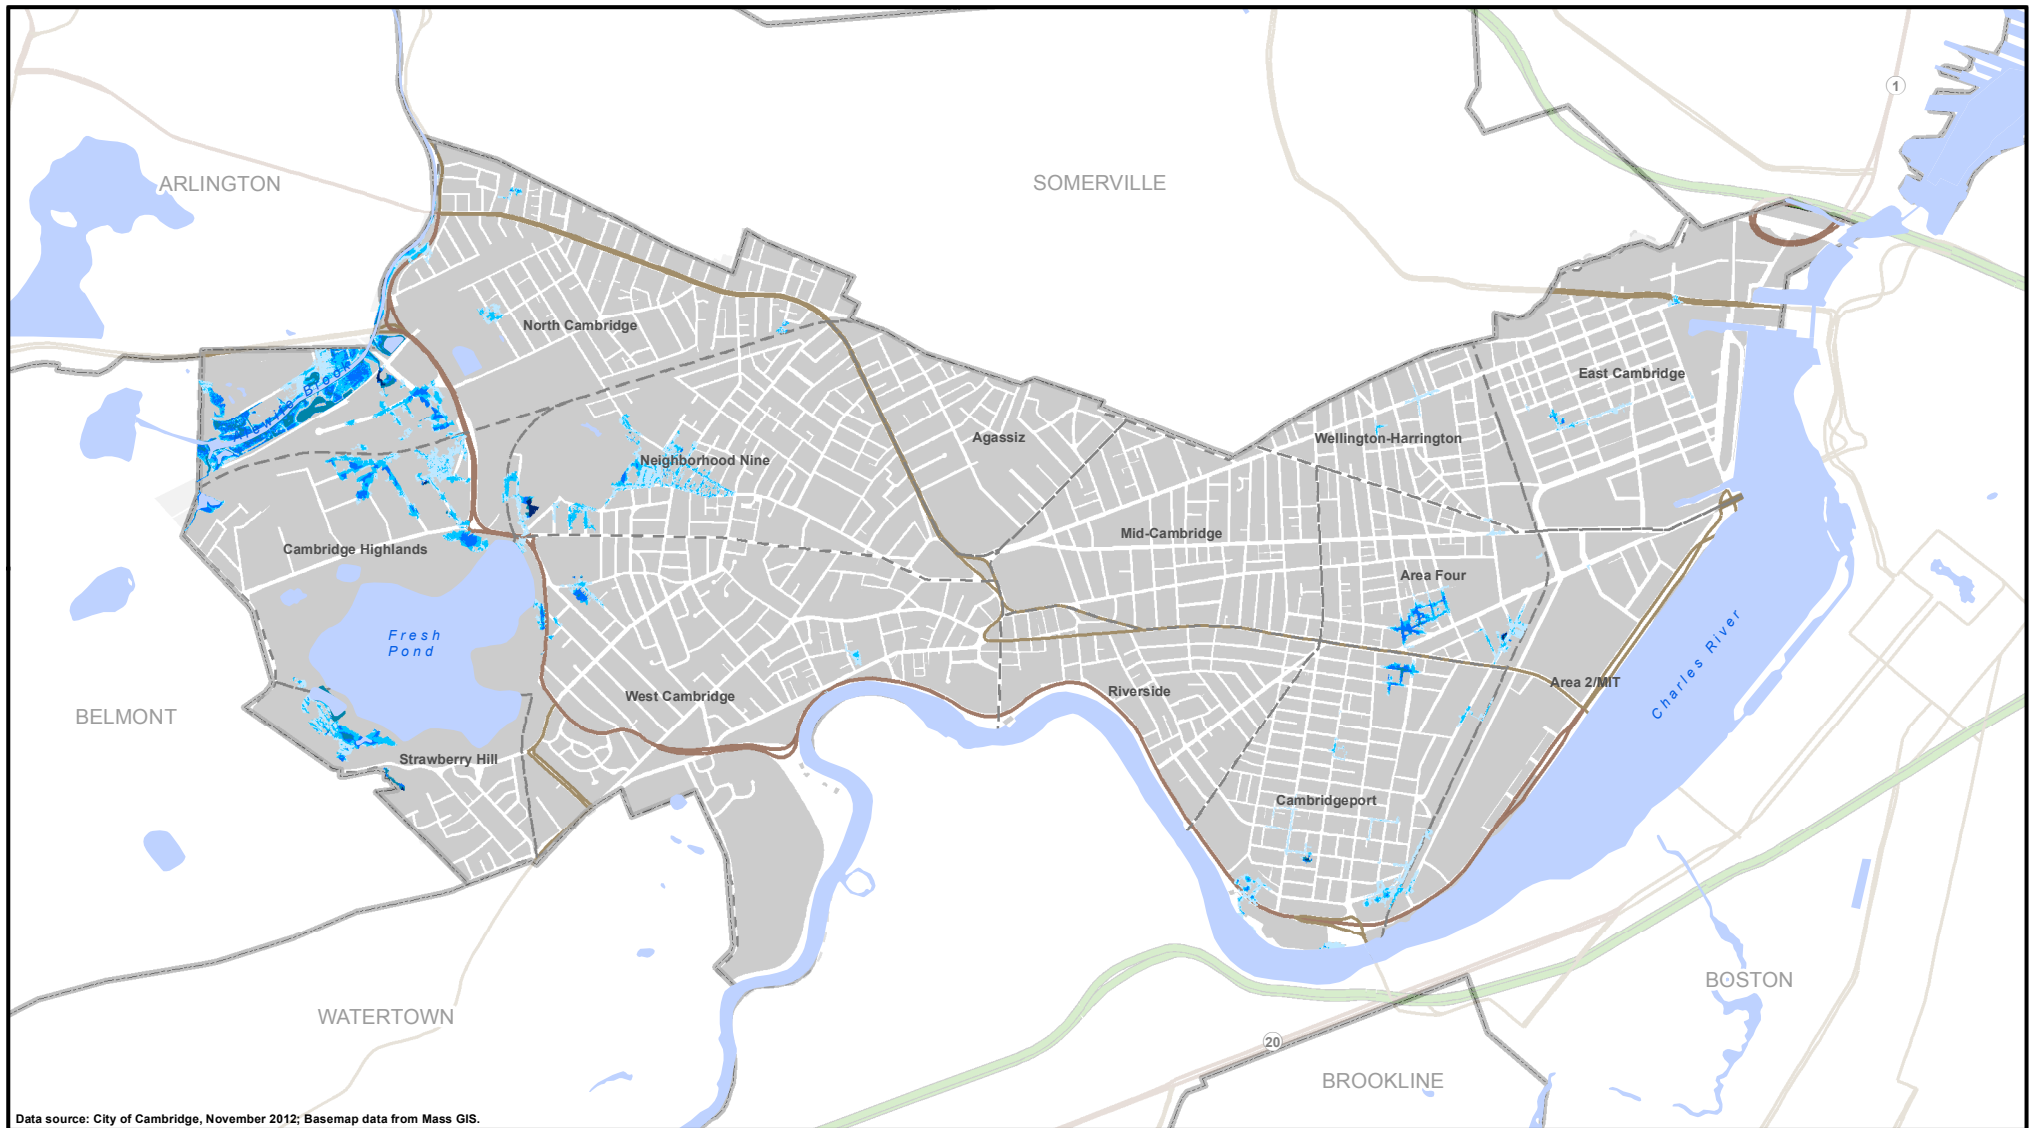 1
ARLINGTON
SOMERVILLE
North Cambridge
East Cambridge
Brook
Agassiz
Wellington-Harrington
Neighborhood Nine
Mid-Cambridge
Cambridge Highlands
Area Four
Fresh
Pond
Charles River
Area 2/MIT
Riverside
West Cambridge
BELMONT
Strawberry Hill
Cambridgeport
BOSTON
WATERTOWN
20
BROOKLINE
Data source: City of Cambridge, November 2012; Basemap data from Mass GIS.